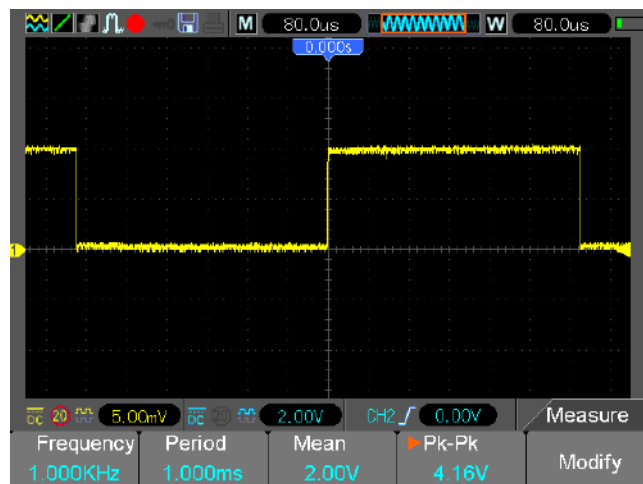 M 80.0us W 80.0us
0.000s
1
DC 20 5.00mV DC 20 2.00V CH2 0.00V Measure
Frequency Period Mean Pk-Pk
1.000KHz 1.000ms 2.00V 4.16V
Modify